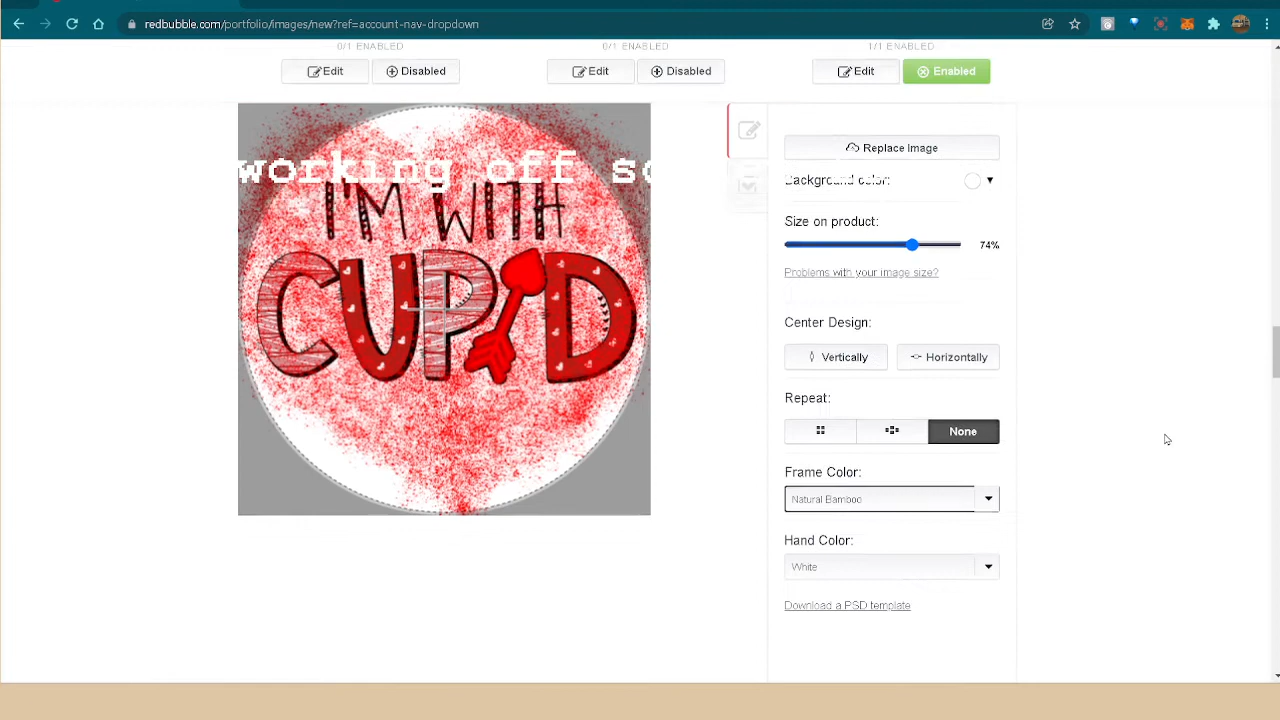 redbubble.com/portfolio/images/new?ref=account-nav-dropdown
0/1 ENABLED
0/1 ENABLED
1/1 ENABLED
Edit
Disabled
Edit
Disabled
Edit
Enabled
working off
I'M WITH
CUPID
Replace Image
Background color:
Size on product:
74%
Problems with your image size?
Center Design:
Vertically
Horizontally
Repeat:
None
Frame Color:
Natural Bamboo
Hand Color:
White
Download a PSD template